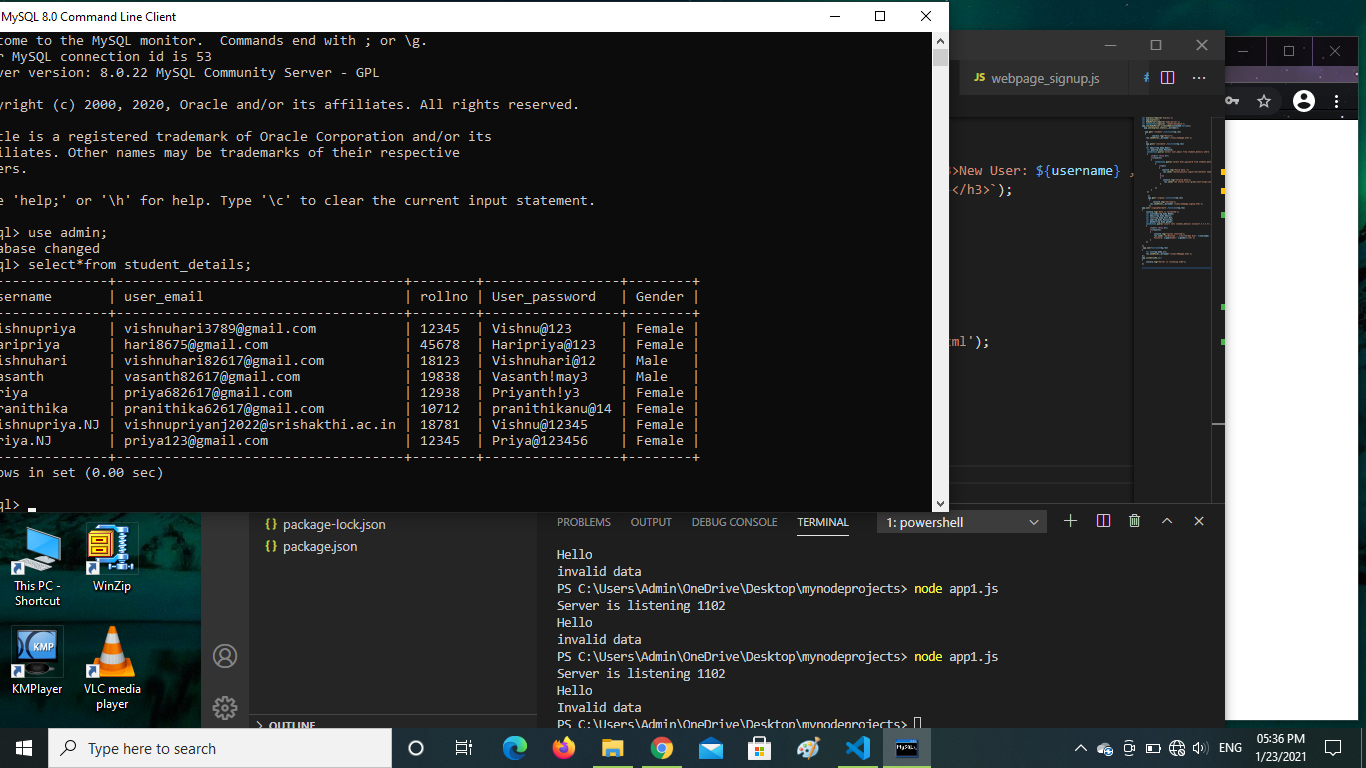 MySQL 8.0 Command Line Client
come to the MySQL monitor.  Commands end with ; or \g.
r MySQL connection id is 53
ver version: 8.0.22 MySQL Community Server - GPL
yright (c) 2000, 2020, Oracle and/or its affiliates. All rights reserved.
cle is a registered trademark of Oracle Corporation and/or its
iliates. Other names may be trademarks of their respective
ers.
e 'help;' or '\h' for help. Type '\c' to clear the current input statement.
ql> use admin;
abase changed
ql> select*from student_details;
sername | user_email | rollno | User_password | Gender |
ishnupriya | vishnuhari3789@gmail.com | 12345 | Vishnu@123 | Female |
aripriya | hari8675@gmail.com | 45678 | Haripriya@123 | Female |
ishnuhari | vishnuhari82617@gmail.com | 18123 | Vishnuhari@12 | Male |
asanth | vasanth82617@gmail.com | 19838 | Vasanth!may3 | Male |
riya | priya682617@gmail.com | 12938 | Priyanth!y3 | Female |
ranithika | pranithika62617@gmail.com | 10712 | pranithikanu@14 | Female |
ishnupriya.NJ | vishnupriyanj2022@srishakthi.ac.in | 18781 | Vishnu@12345 | Female |
riya.NJ | priya123@gmail.com | 12345 | Priya@123456 | Female |
ows in set (0.00 sec)
ql>
JS webpage_signup.js
>New User: ${username} ,
</h3>`);
ml');
{} package-lock.json
{} package.json
OUTLINE
PROBLEMS OUTPUT DEBUG CONSOLE TERMINAL 1: powershell
Hello
invalid data
PS C:\Users\Admin\OneDrive\Desktop\mynodeprojects> node app1.js
Server is listening 1102
Hello
invalid data
PS C:\Users\Admin\OneDrive\Desktop\mynodeprojects> node app1.js
Server is listening 1102
Hello
Invalid data
PS C:\Users\Admin\OneDrive\Desktop\mynodeprojects>
This PC -
Shortcut
WinZip
KMP
KMPlayer
VLC media
player
Type here to search
MySQL
ENG
05:36 PM
1/23/2021